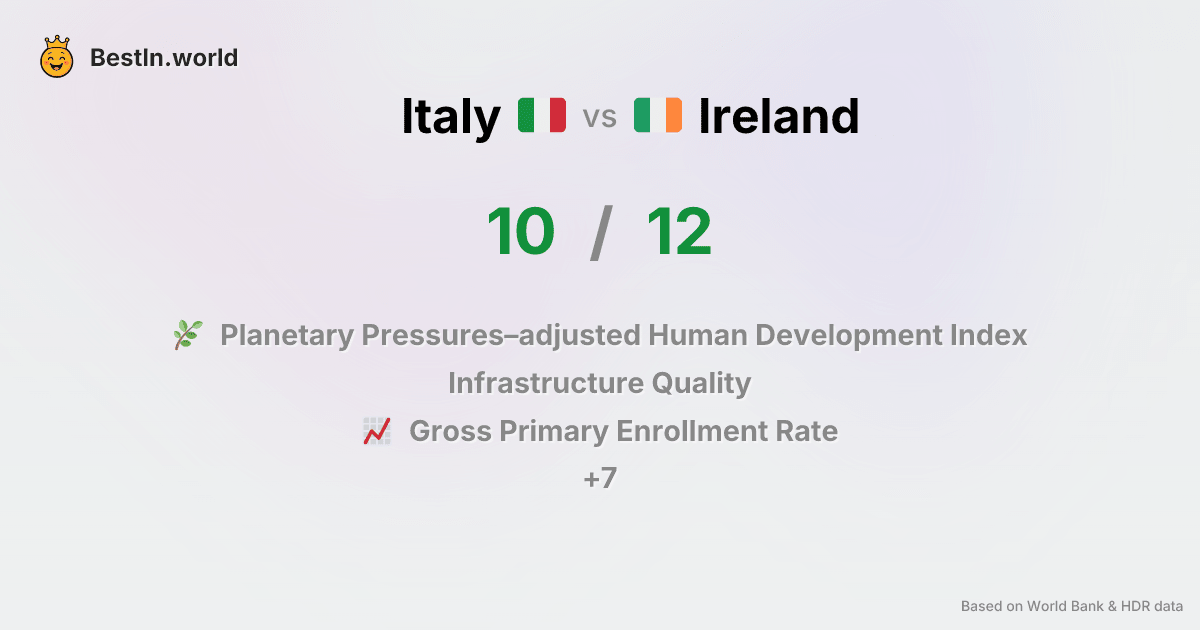 BestIn.world
Italy vs Ireland
10 / 12
Planetary Pressures–adjusted Human Development Index
Infrastructure Quality
Gross Primary Enrollment Rate
+7
Based on World Bank & HDR data